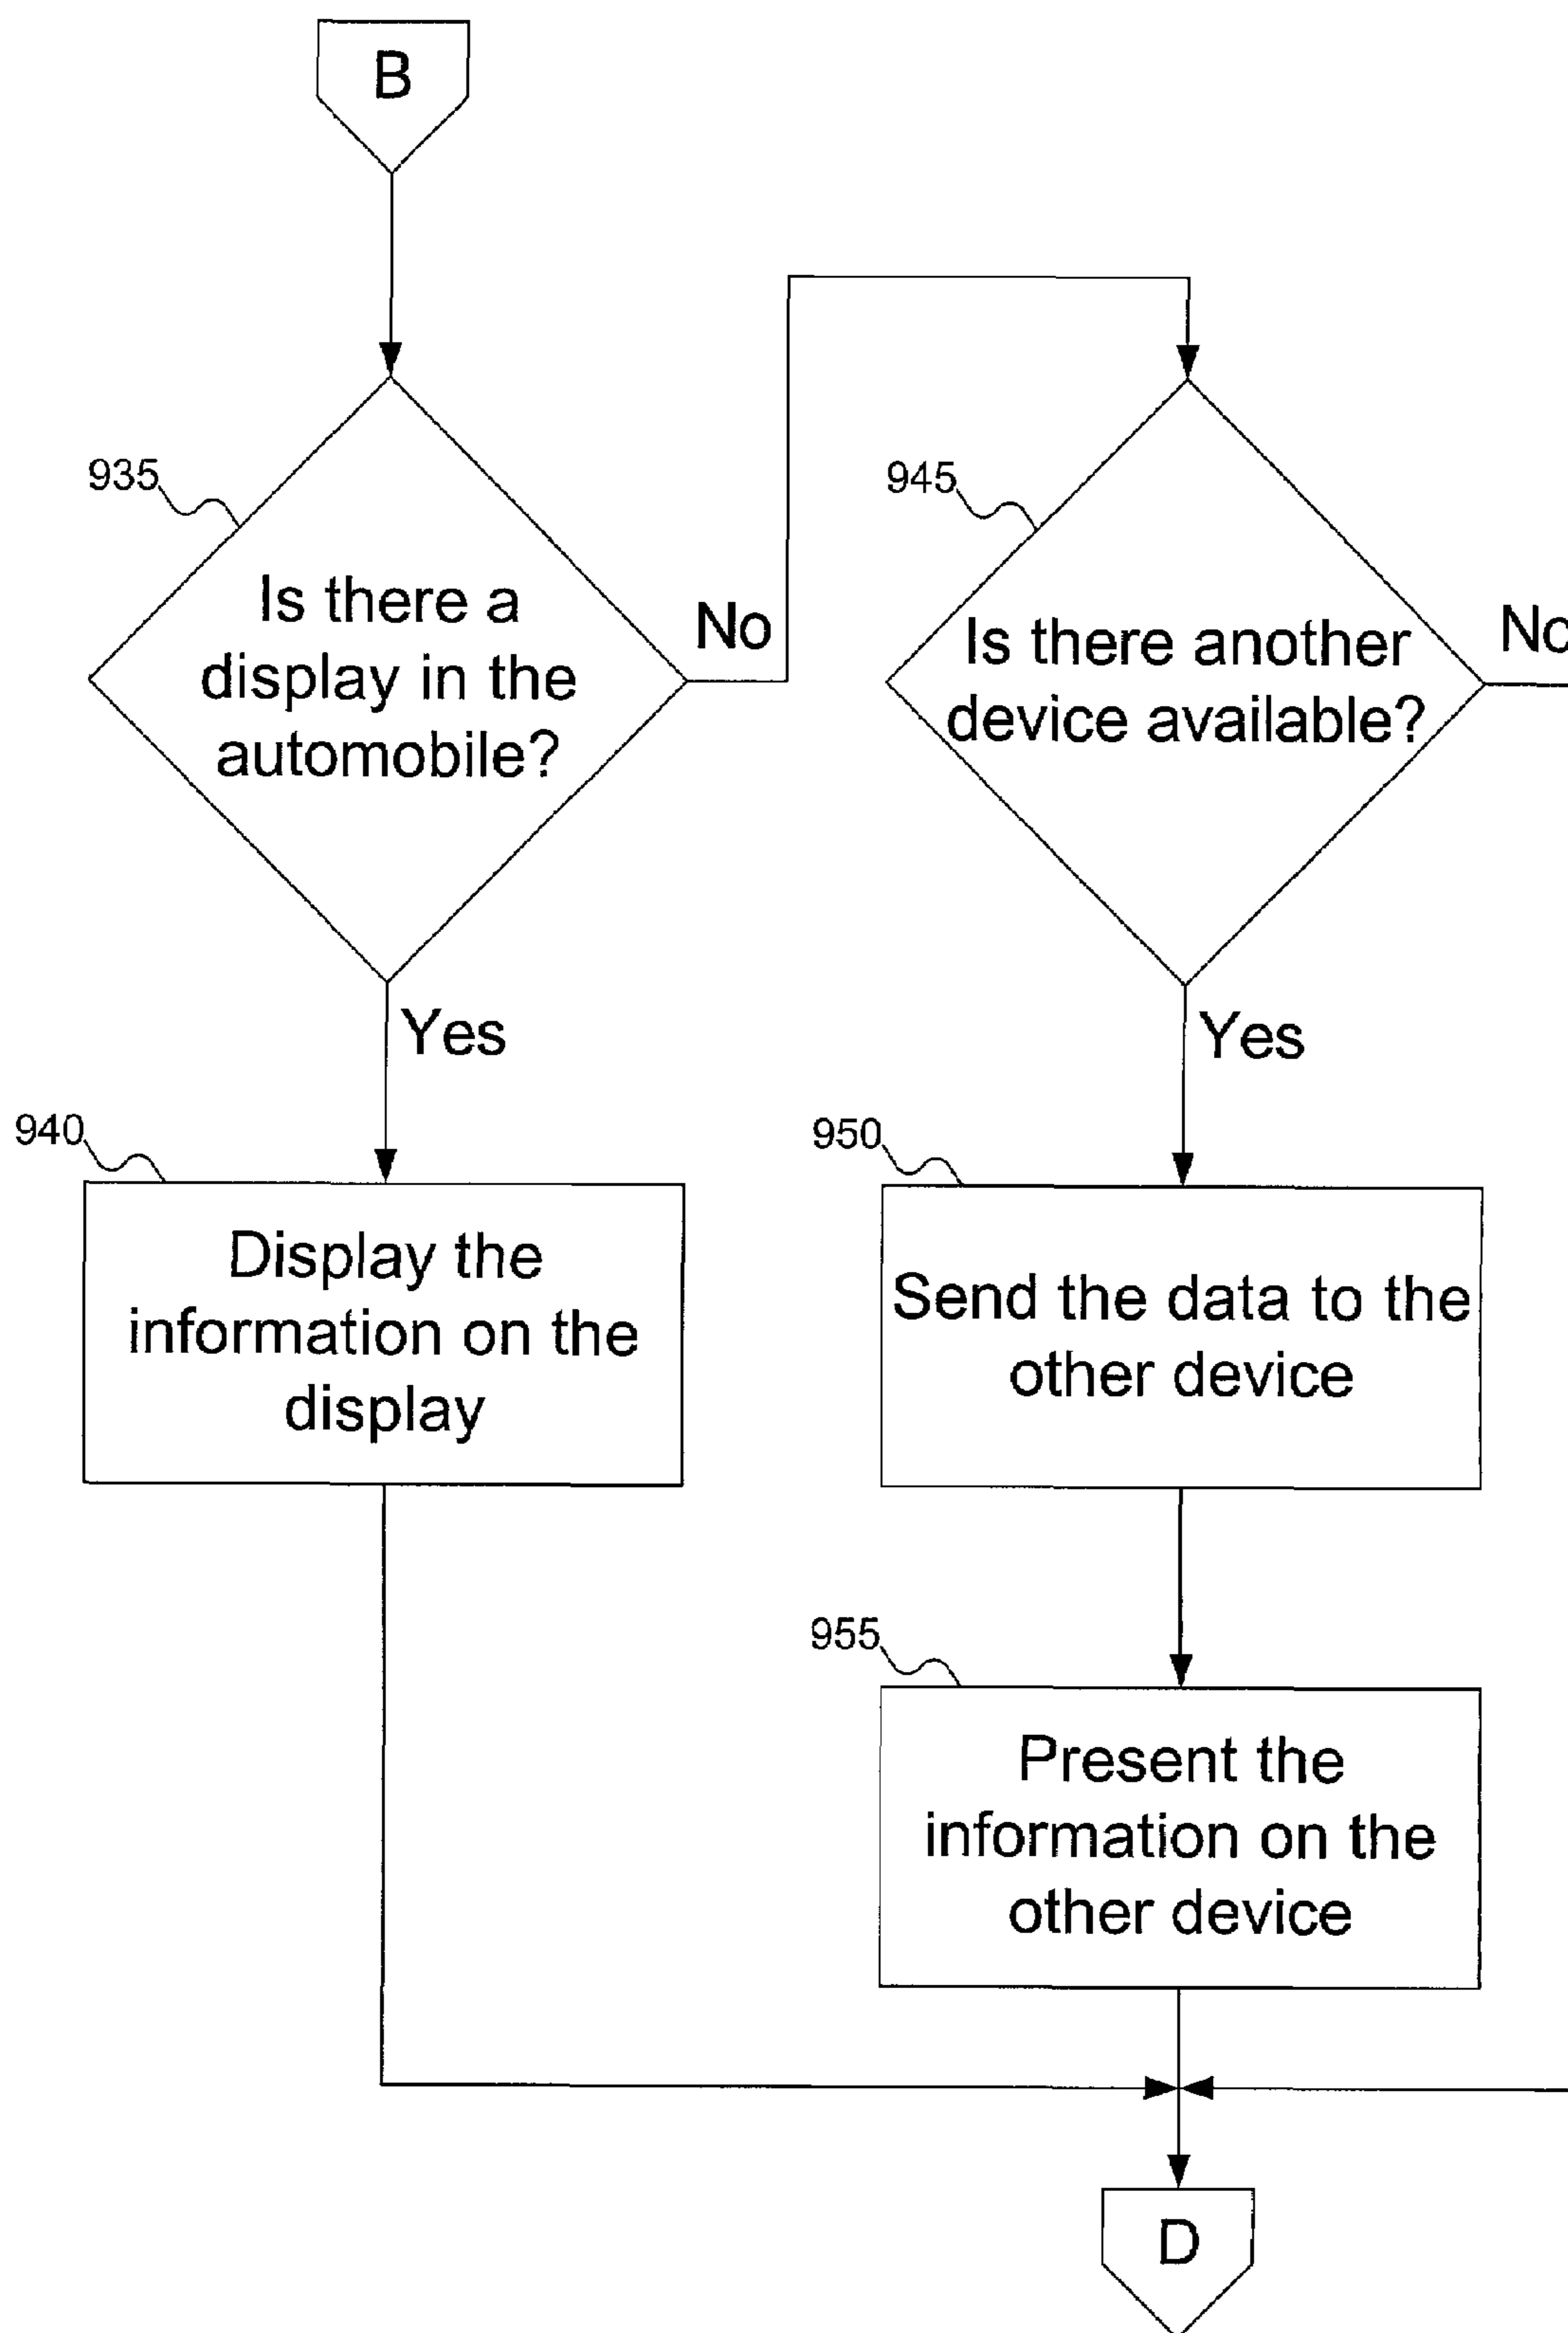 B
935
Is there a
display in the
automobile?
No
945
Is there another
device available?
Yes
Yes
940
Display the
information on the
display
950
Send the data to the
other device
955
Present the
information on the
other device
D